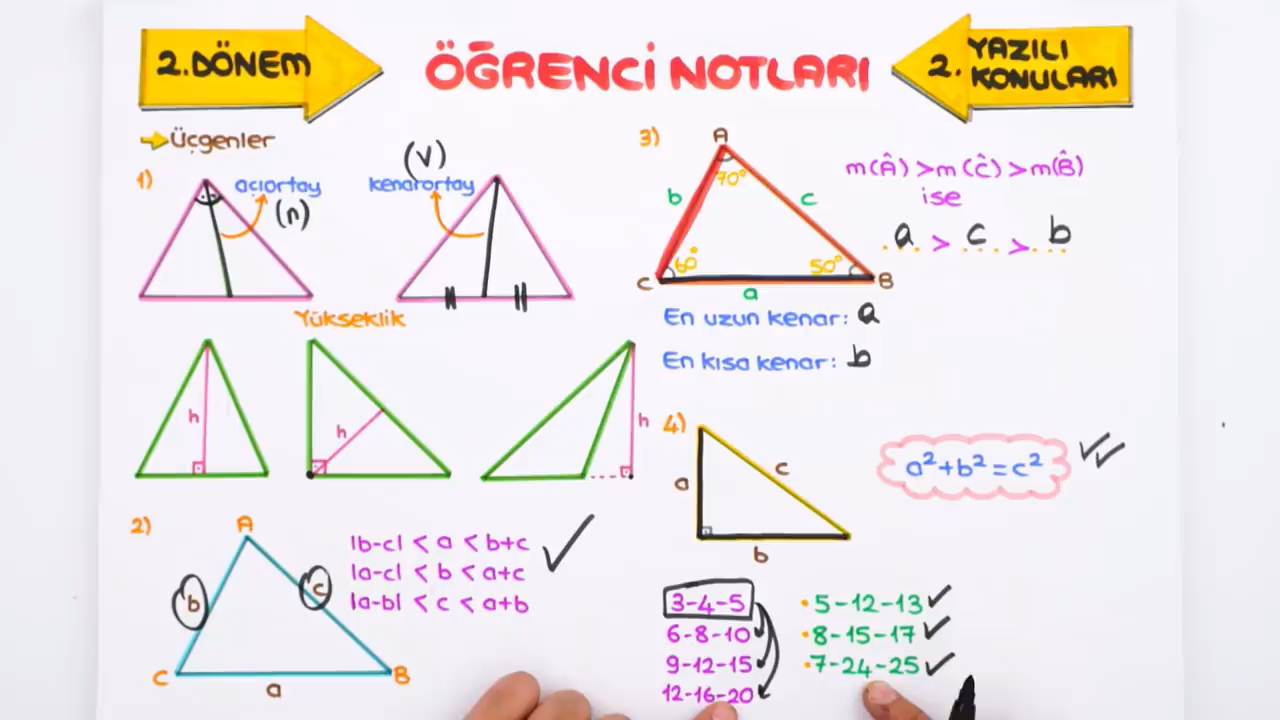 2. DÖNEM
ÖĞRENCİ NOTLARI
2. YAZILI
KONULARI
Üçgenler
1)
açıortay
(n)
(V)
kenarortay
Yükseklik
h
h
h
2)
A
b
c
C
a
B
|b-c| < a < b+c
|a-c| < b < a+c
|a-b| < c < a+b
3)
A
70°
b
c
60°
50°
C
a
B
m(Â) > m(Ĉ) > m(B̂)
ise
a > c > b
En uzun kenar: a
En kısa kenar: b
4)
a
c
b
a²+b²=c²
3-4-5
6-8-10
9-12-15
12-16-20
• 5-12-13
• 8-15-17
• 7-24-25